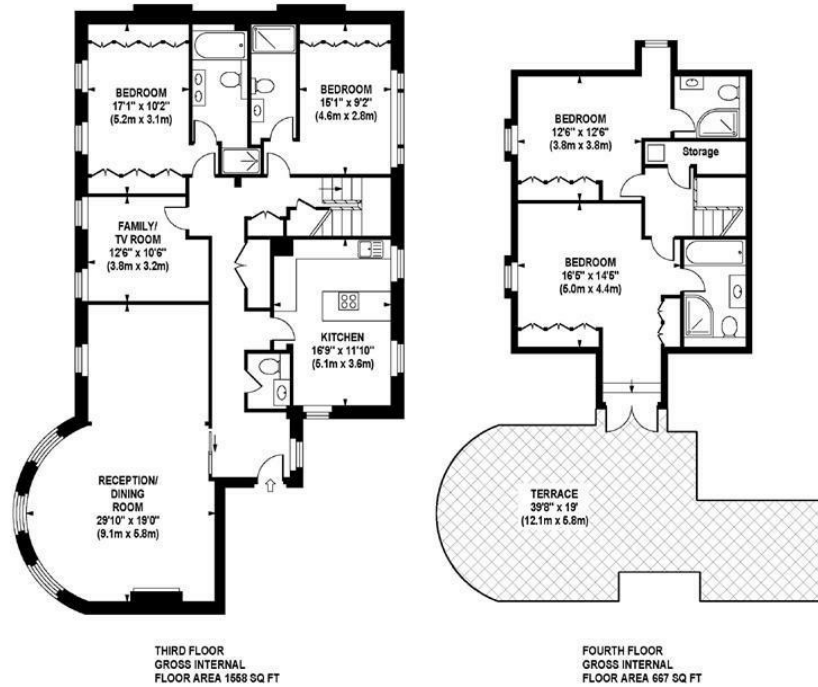 BEDROOM
17'1" x 10'2"
(5.2m x 3.1m)
BEDROOM
15'1" x 9'2"
(4.6m x 2.8m)
FAMILY/
TV ROOM
12'6" x 10'6"
(3.8m x 3.2m)
KITCHEN
16'9" x 11'10"
(5.1m x 3.6m)
RECEPTION/
DINING
ROOM
29'10" x 19'0"
(9.1m x 5.8m)
THIRD FLOOR
GROSS INTERNAL
FLOOR AREA 1558 SQ FT
BEDROOM
12'6" x 12'6"
(3.8m x 3.8m)
Storage
BEDROOM
16'5" x 14'5"
(5.0m x 4.4m)
TERRACE
39'8" x 19'
(12.1m x 5.8m)
FOURTH FLOOR
GROSS INTERNAL
FLOOR AREA 667 SQ FT